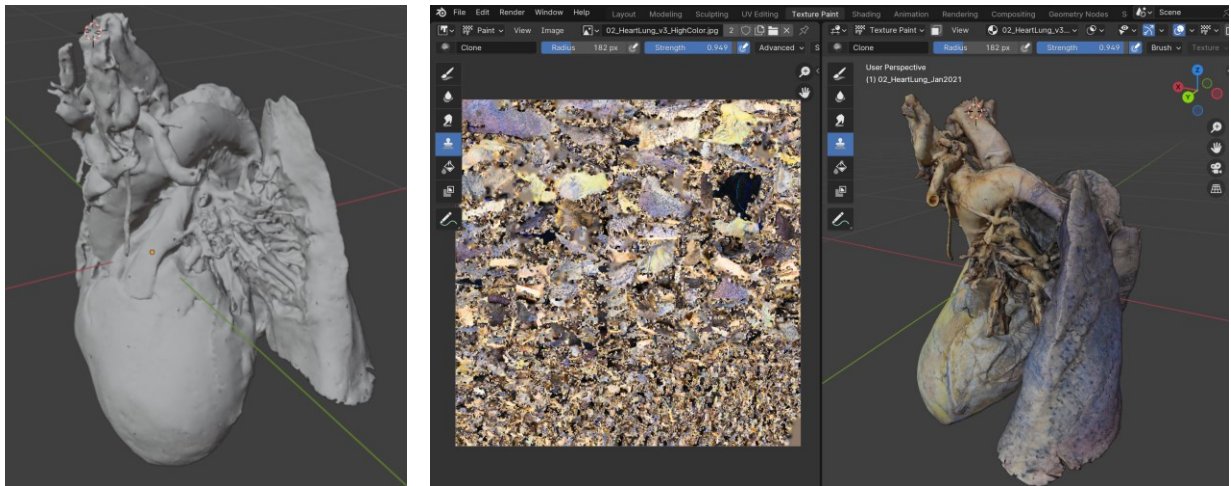 File Edit Render Window Help Layout Modeling Sculpting UV Editing Texture Paint Shading Animation Rendering Compositing Geometry Nodes S Scene
Paint View Image 02_HeartLung_v3_HighColor.jpg 2 Texture Paint View 02_HeartLung_v3...
Clone Radius 182 px Strength 0.949 Advanced S Clone Radius 182 px Strength 0.949 Brush Texture
User Perspective
(1) 02_HeartLung_Jan2021
Z
X
Y